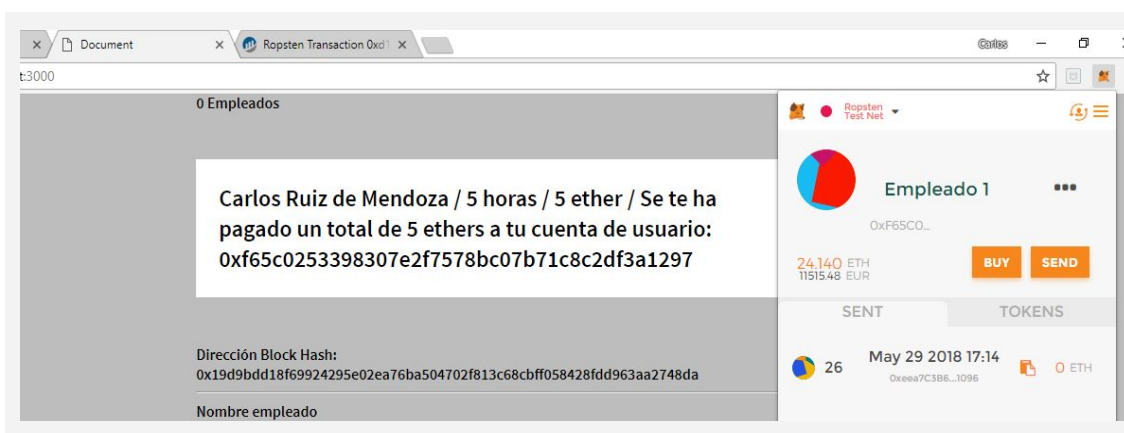 Document
Ropsten Transaction 0xd1
Carlos
t:3000
0 Empleados
Carlos Ruiz de Mendoza / 5 horas / 5 ether / Se te ha
pagado un total de 5 ethers a tu cuenta de usuario:
0xf65c0253398307e2f7578bc07b71c8c2df3a1297
Dirección Block Hash:
0x19d9bdd18f69924295e02ea76ba504702f813c68cbff058428fdd963aa2748da
Nombre empleado
Ropsten
Test Net
Empleado 1
0xF65C0...
24.140 ETH
11515.48 EUR
BUY
SEND
SENT
TOKENS
26
May 29 2018 17:14
0xeea7C3B6...1096
0 ETH